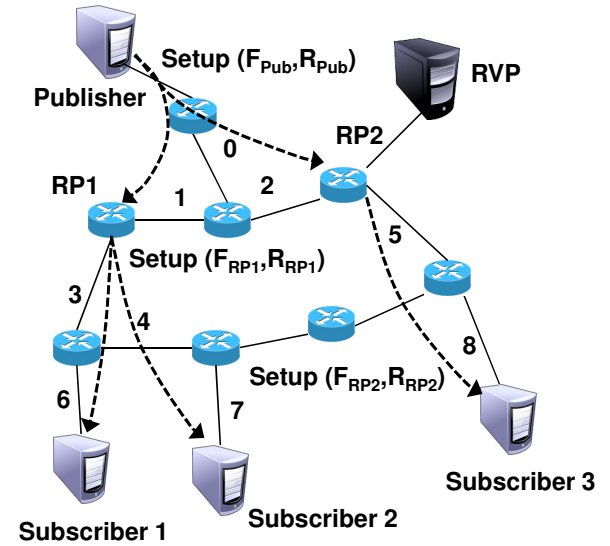 Setup (F_Pub,R_Pub)
RVP
Publisher
0
RP2
RP1
1
2
5
Setup (F_RP1,R_RP1)
3
4
8
Setup (F_RP2,R_RP2)
6
7
Subscriber 3
Subscriber 2
Subscriber 1